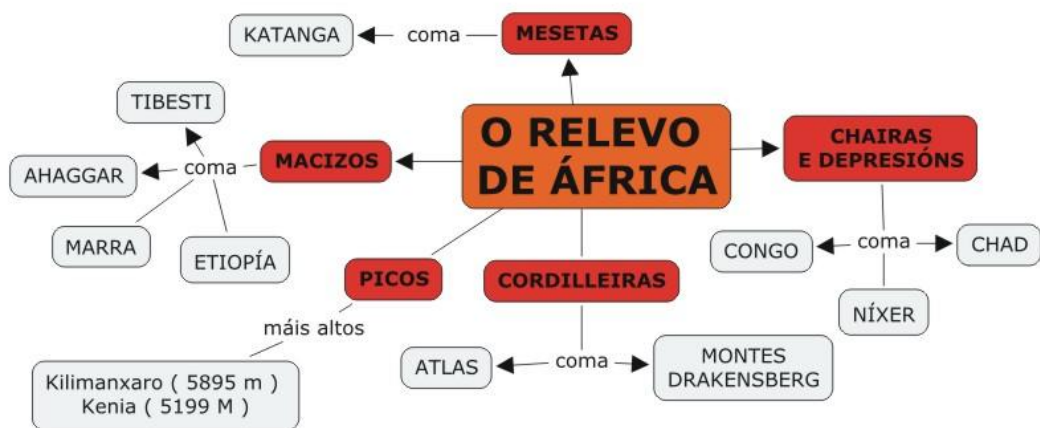 KATANGA
coma
MESETAS
TIBESTI
O RELEVO
DE ÁFRICA
CHAIRAS
E DEPRESIÓNS
AHAGGAR
coma
MACIZOS
MARRA
ETIOPÍA
CONGO
coma
CHAD
NÍXER
PICOS
máis altos
Kilimanxaro ( 5895 m )
Kenia ( 5199 M )
CORDILLEIRAS
ATLAS
coma
MONTES
DRAKENSBERG